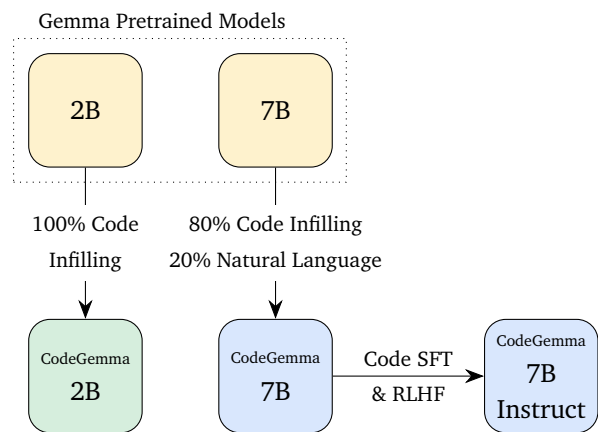 Gemma Pretrained Models
2B
7B
100% Code
Infilling
80% Code Infilling
20% Natural Language
CodeGemma
2B
CodeGemma
7B
Code SFT
& RLHF
CodeGemma
7B
Instruct